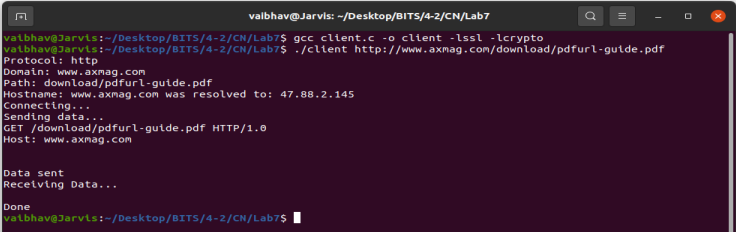 vaibhav@Jarvis: ~/Desktop/BITS/4-2/CN/Lab7
vaibhav@Jarvis:~/Desktop/BITS/4-2/CN/Lab7$ gcc client.c -o client -lssl -lcrypto
vaibhav@Jarvis:~/Desktop/BITS/4-2/CN/Lab7$ ./client http://www.axmag.com/download/pdfurl-guide.pdf
Protocol: http
Domain: www.axmag.com
Path: download/pdfurl-guide.pdf
Hostname: www.axmag.com was resolved to: 47.88.2.145
Connecting...
Sending data...
GET /download/pdfurl-guide.pdf HTTP/1.0
Host: www.axmag.com
Data sent
Receiving Data...
Done
vaibhav@Jarvis:~/Desktop/BITS/4-2/CN/Lab7$